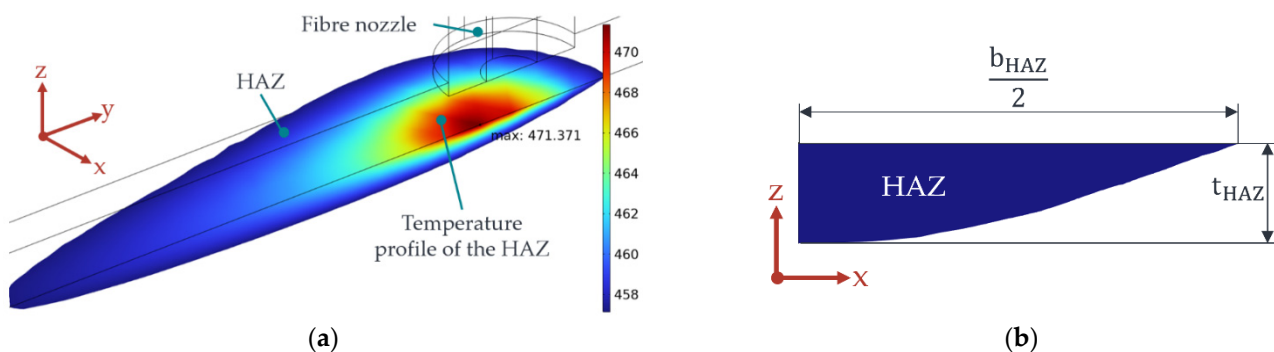 Fibre nozzle
HAZ
z
y
x
max: 471.371
Temperature
profile of the HAZ
470
468
466
464
462
460
458
(a)
b_HAZ
2
HAZ
t_HAZ
z
x
(b)